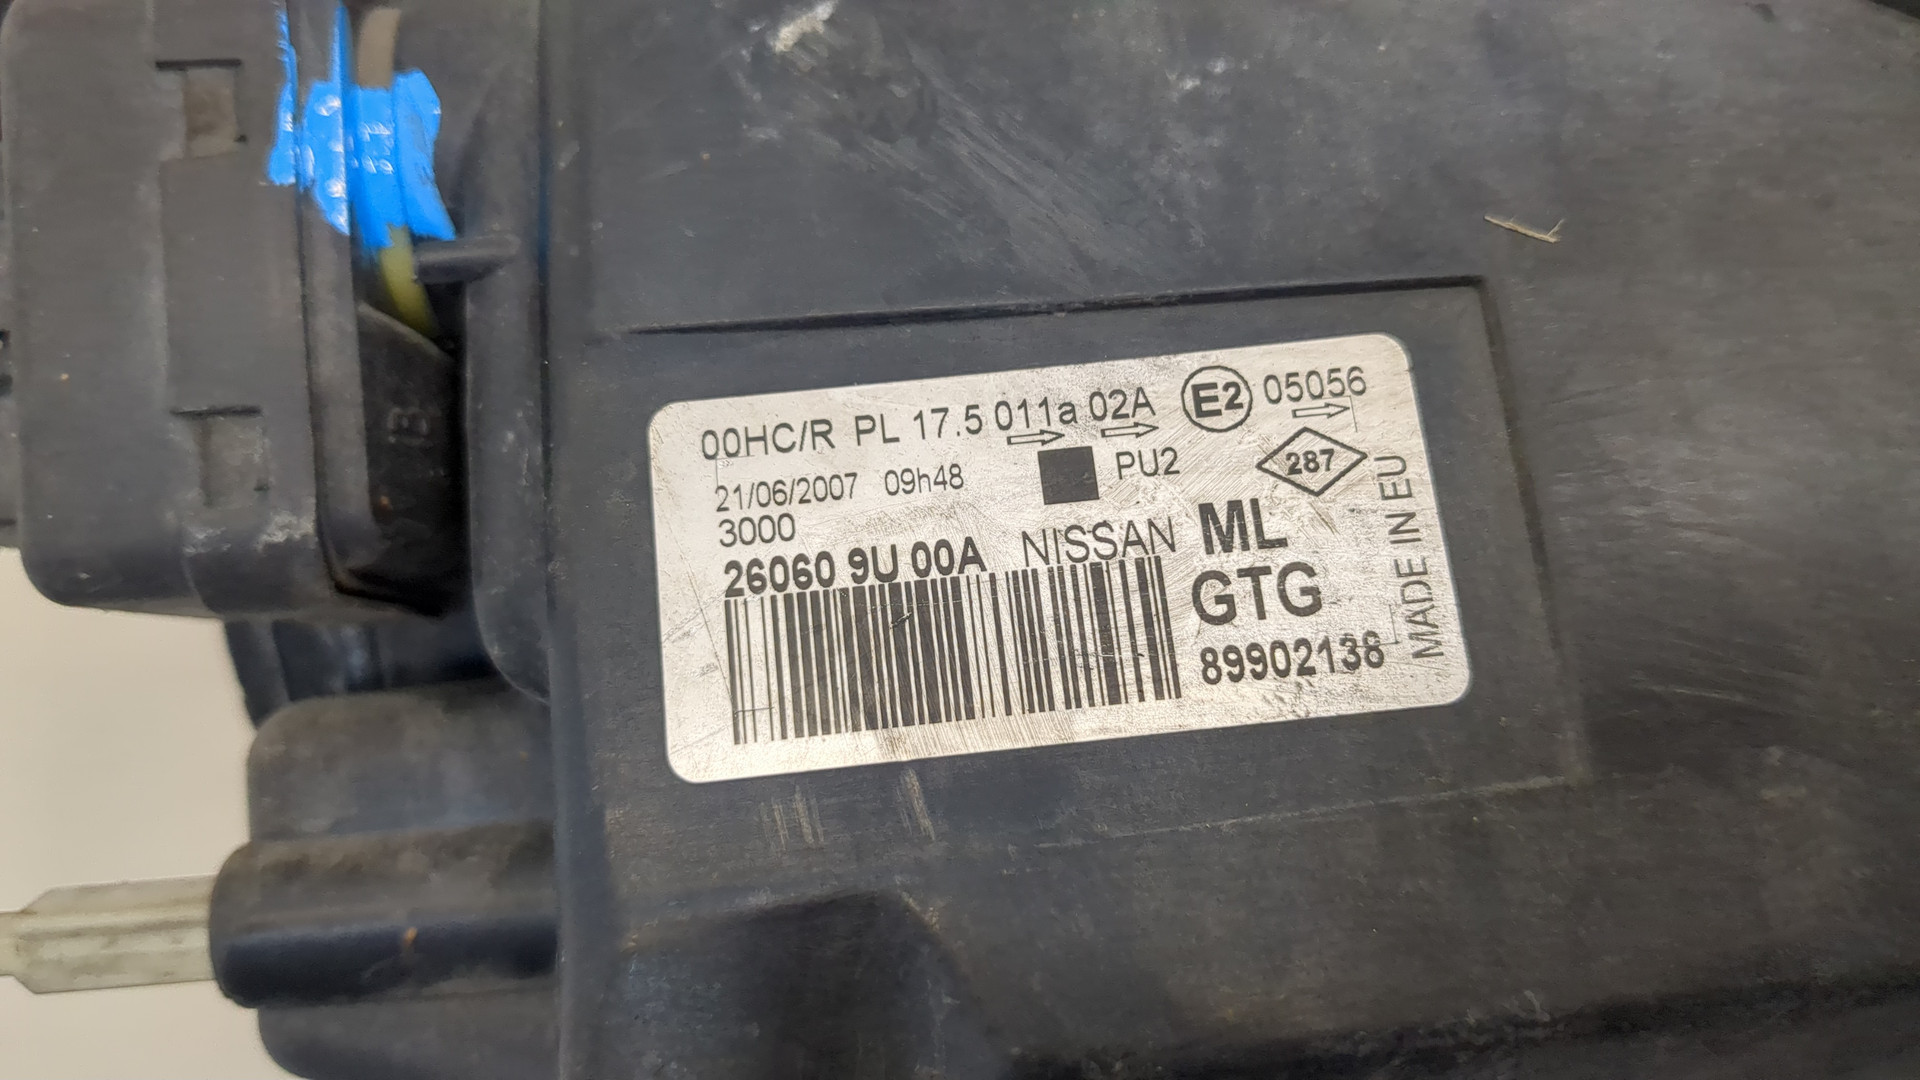 00HC/R PL 17.5 011a 02A E2 05056
21/06/2007 09h48 PU2 287
3000
26060 9U 00A NISSAN ML
GTG
89902138
MADE IN EU
B